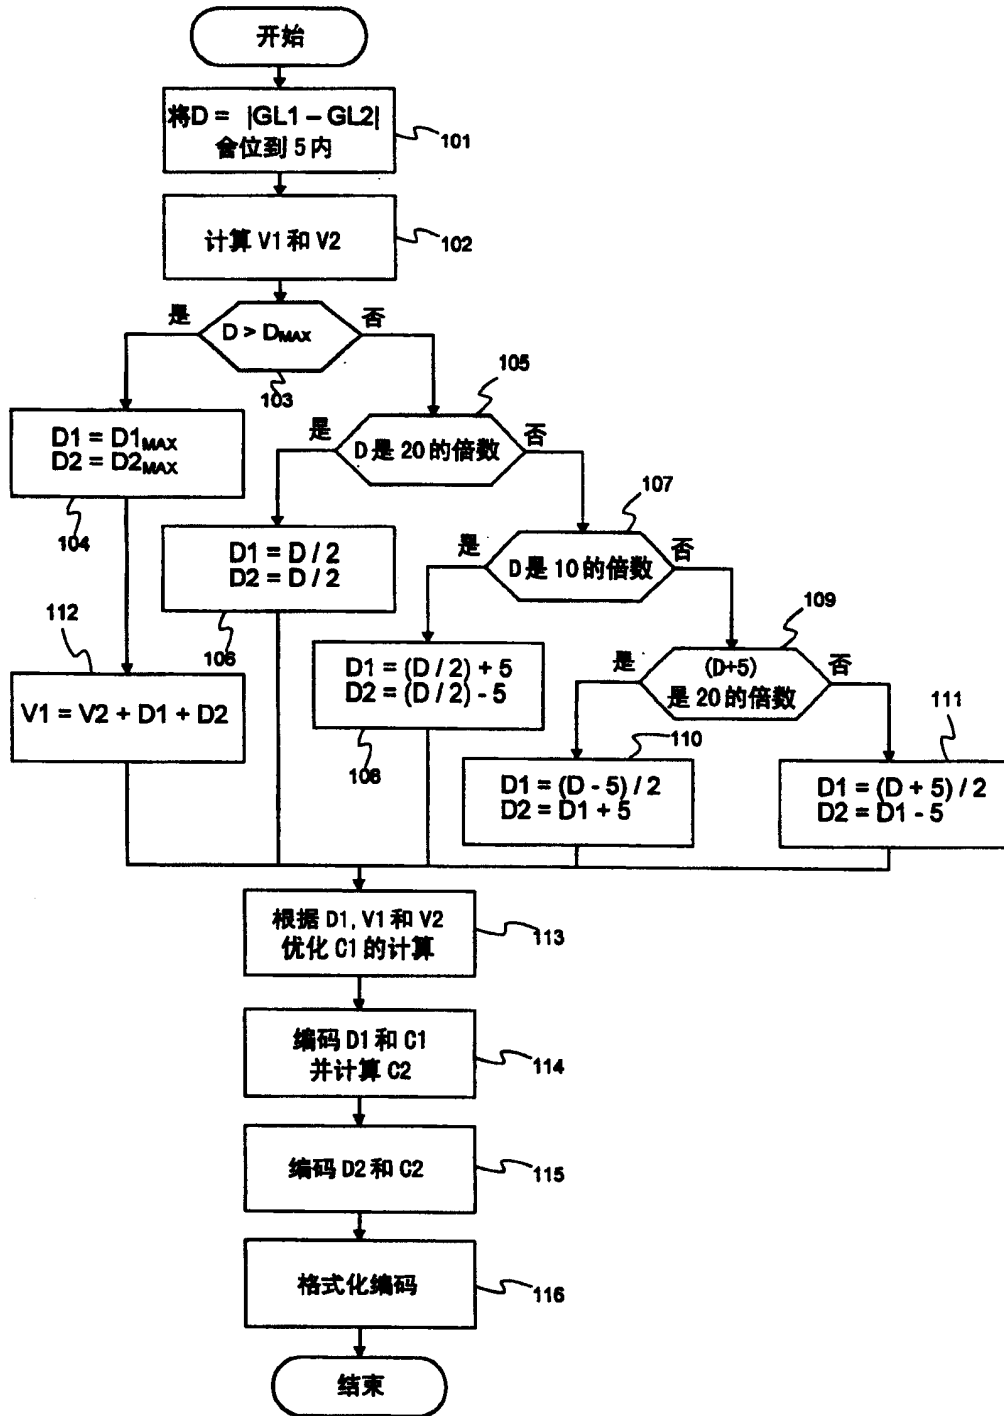 开始
将D = |GL1 – GL2|
舍位到 5 内
101
计算 V1 和 V2
102
是
D > DMAX
否
103
D1 = D1MAX
D2 = D2MAX
104
105
是
D 是 20 的倍数
否
D1 = D / 2
D2 = D / 2
106
107
是
D 是 10 的倍数
否
D1 = (D / 2) + 5
D2 = (D / 2) - 5
108
109
是
(D+5)
是 20 的倍数
否
110
D1 = (D - 5) / 2
D2 = D1 + 5
111
D1 = (D + 5) / 2
D2 = D1 - 5
112
V1 = V2 + D1 + D2
根据 D1, V1 和 V2
优化 C1 的计算
113
编码 D1 和 C1
并计算 C2
114
编码 D2 和 C2
115
格式化编码
116
结束